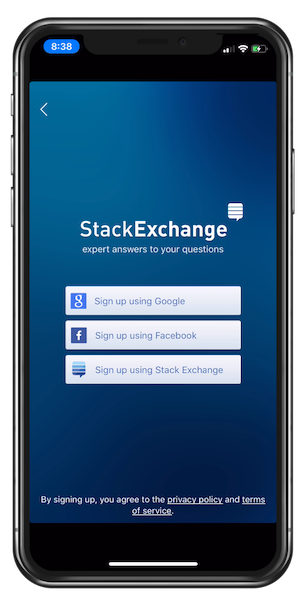 8:38
StackExchange
expert answers to your questions
Sign up using Google
Sign up using Facebook
Sign up using Stack Exchange
By signing up, you agree to the privacy policy and terms
of service.